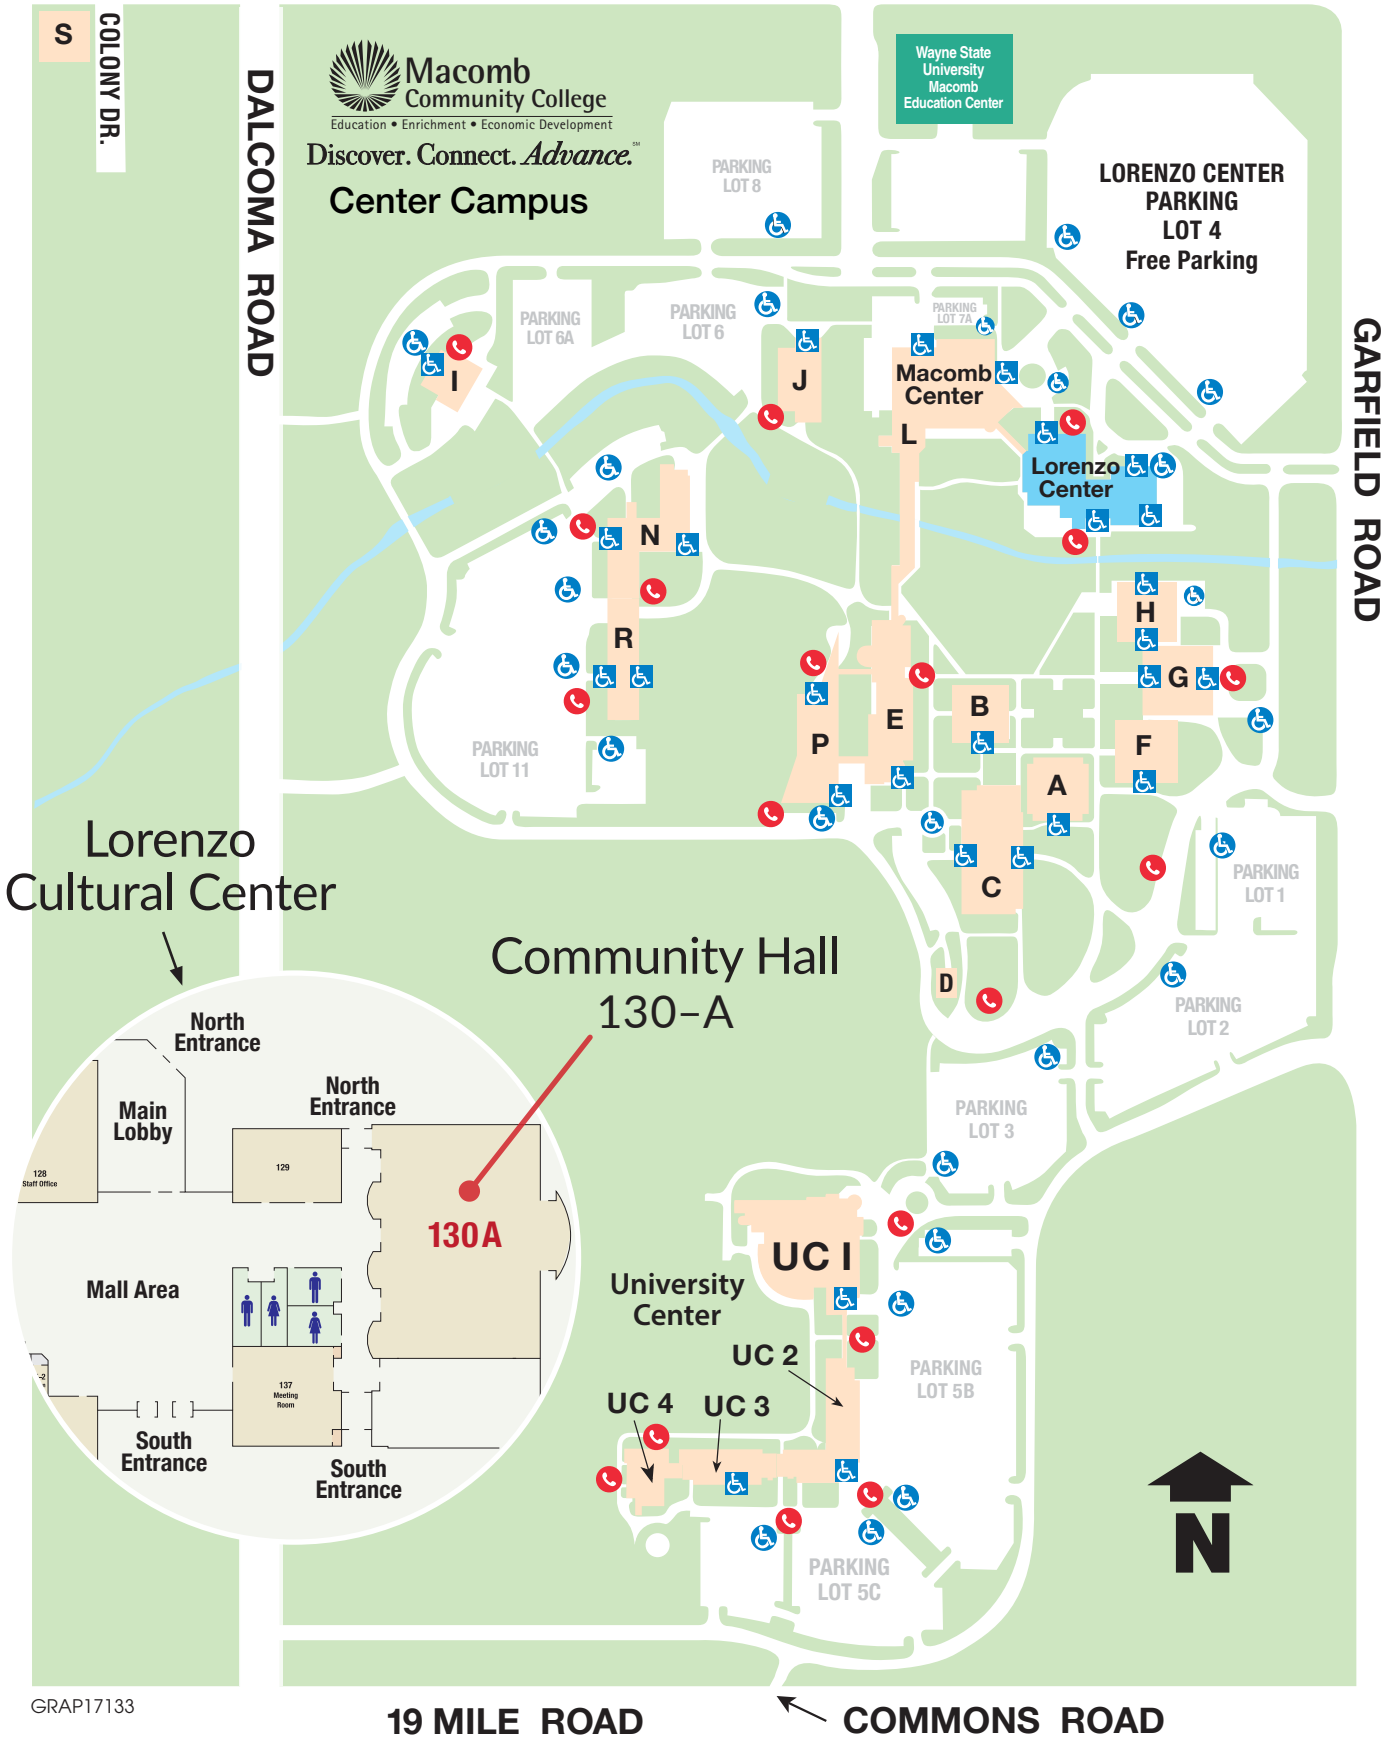 S
COLONY DR.
DALCOMA ROAD
Macomb
Community College
Education • Enrichment • Economic Development
Discover. Connect. Advance.℠
Center Campus
Wayne State
University
Macomb
Education Center
PARKING
LOT 8
LORENZO CENTER
PARKING
LOT 4
Free Parking
PARKING
LOT 6A
PARKING
LOT 6
PARKING
LOT 7A
GARFIELD ROAD
I
J
Macomb
Center
L
Lorenzo
Center
N
H
R
G
B
E
P
F
PARKING
LOT 11
A
C
PARKING
LOT 1
Lorenzo
Cultural Center
Community Hall
130–A
D
PARKING
LOT 2
North
Entrance
North
Entrance
Main
Lobby
PARKING
LOT 3
128
Staff Office
129
130A
Mall Area
UC I
University
Center
UC 2
PARKING
LOT 5B
137
Meeting
Room
UC 4
UC 3
South
Entrance
South
Entrance
N
PARKING
LOT 5C
GRAP17133
19 MILE ROAD
COMMONS ROAD